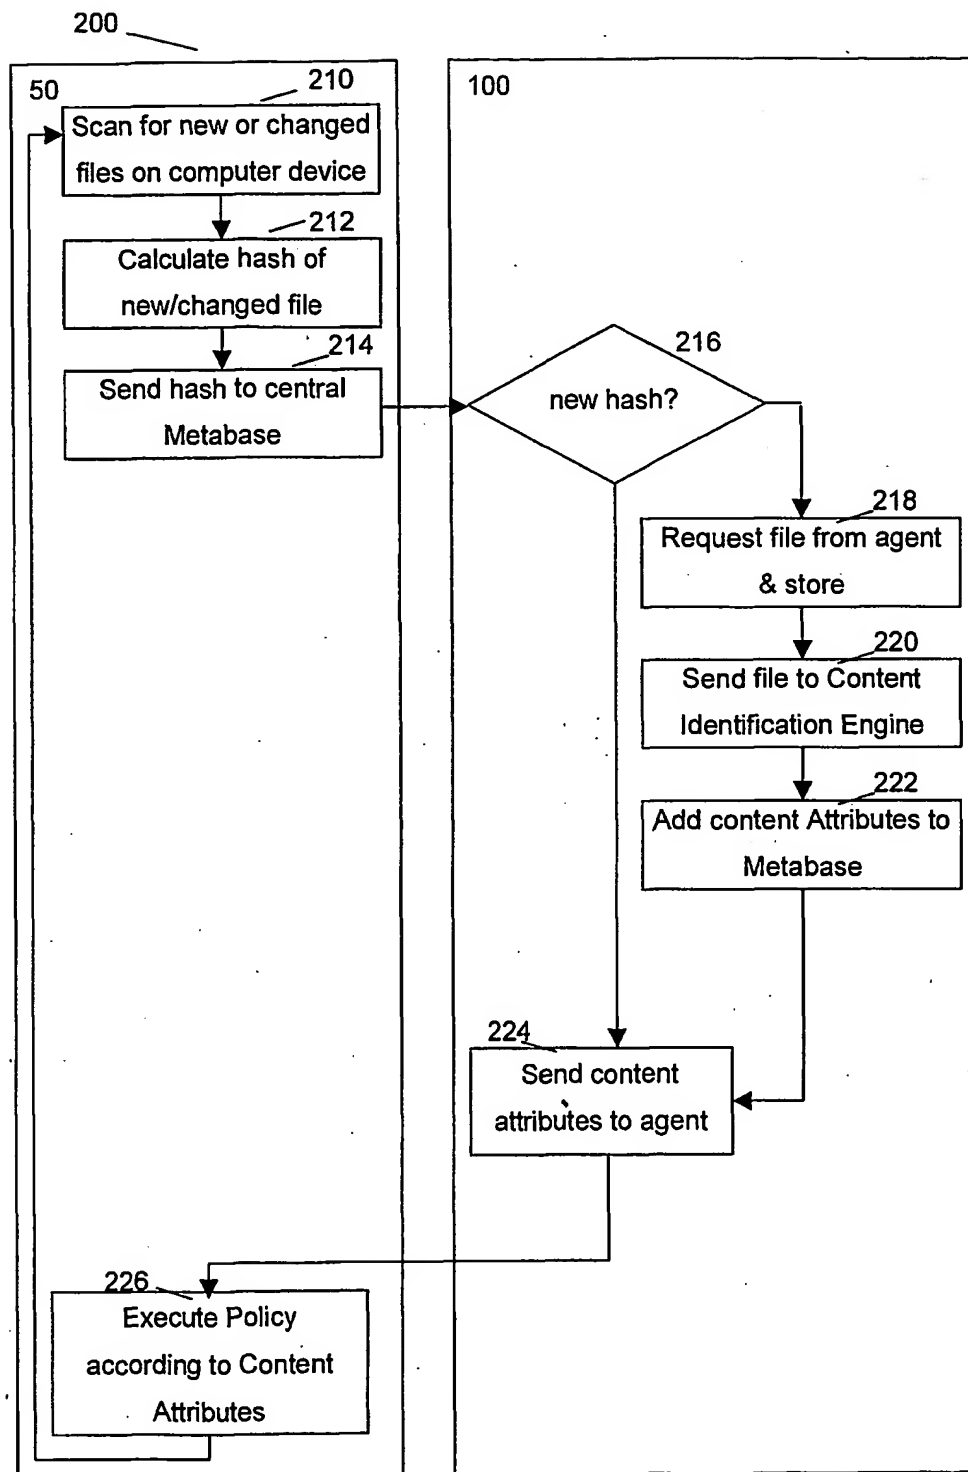 200
50
210
Scan for new or changed
files on computer device
212
Calculate hash of
new/changed file
214
Send hash to central
Metabase
100
216
new hash?
218
Request file from agent
& store
220
Send file to Content
Identification Engine
222
Add content Attributes to
Metabase
224
Send content
attributes to agent
226
Execute Policy
according to Content
Attributes